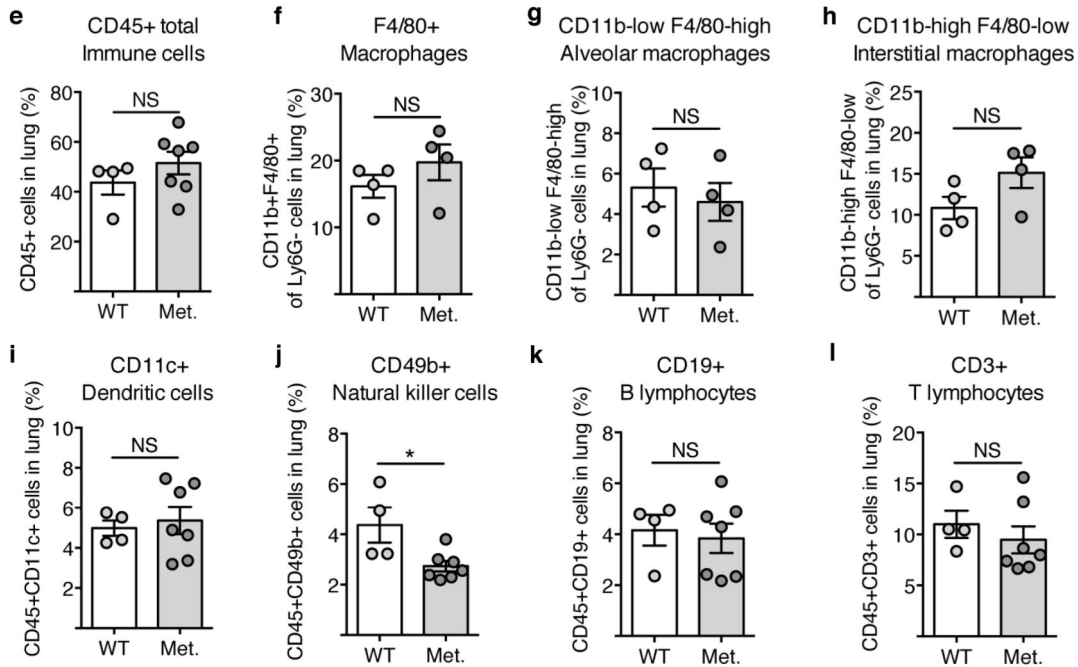 e
CD45+ total
Immune cells
CD45+ cells in lung (%)
80
60
40
20
NS
WT Met.
f
F4/80+
Macrophages
CD11b+F4/80+
of Ly6G- cells in lung (%)
30
20
10
NS
WT Met.
g
CD11b-low F4/80-high
Alveolar macrophages
CD11b-low F4/80-high
of Ly6G- cells in lung (%)
10
8
6
4
2
NS
WT Met.
h
CD11b-high F4/80-low
Interstitial macrophages
CD11b-high F4/80-low
of Ly6G- cells in lung (%)
25
20
15
10
5
NS
WT Met.
i
CD11c+
Dendritic cells
CD45+CD11c+ cells in lung (%)
10
8
6
4
2
NS
WT Met.
j
CD49b+
Natural killer cells
CD45+CD49b+ cells in lung (%)
8
6
4
2
*
WT Met.
k
CD19+
B lymphocytes
CD45+CD19+ cells in lung (%)
8
6
4
2
NS
WT Met.
l
CD3+
T lymphocytes
CD45+CD3+ cells in lung (%)
20
15
10
5
NS
WT Met.